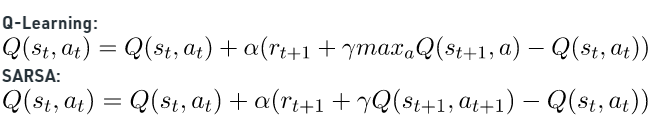 Q-Learning:
Q(s_t, a_t) = Q(s_t, a_t) + α(r_{t+1} + γmax_aQ(s_{t+1}, a) − Q(s_t, a_t))
SARSA:
Q(s_t, a_t) = Q(s_t, a_t) + α(r_{t+1} + γQ(s_{t+1}, a_{t+1}) − Q(s_t, a_t))